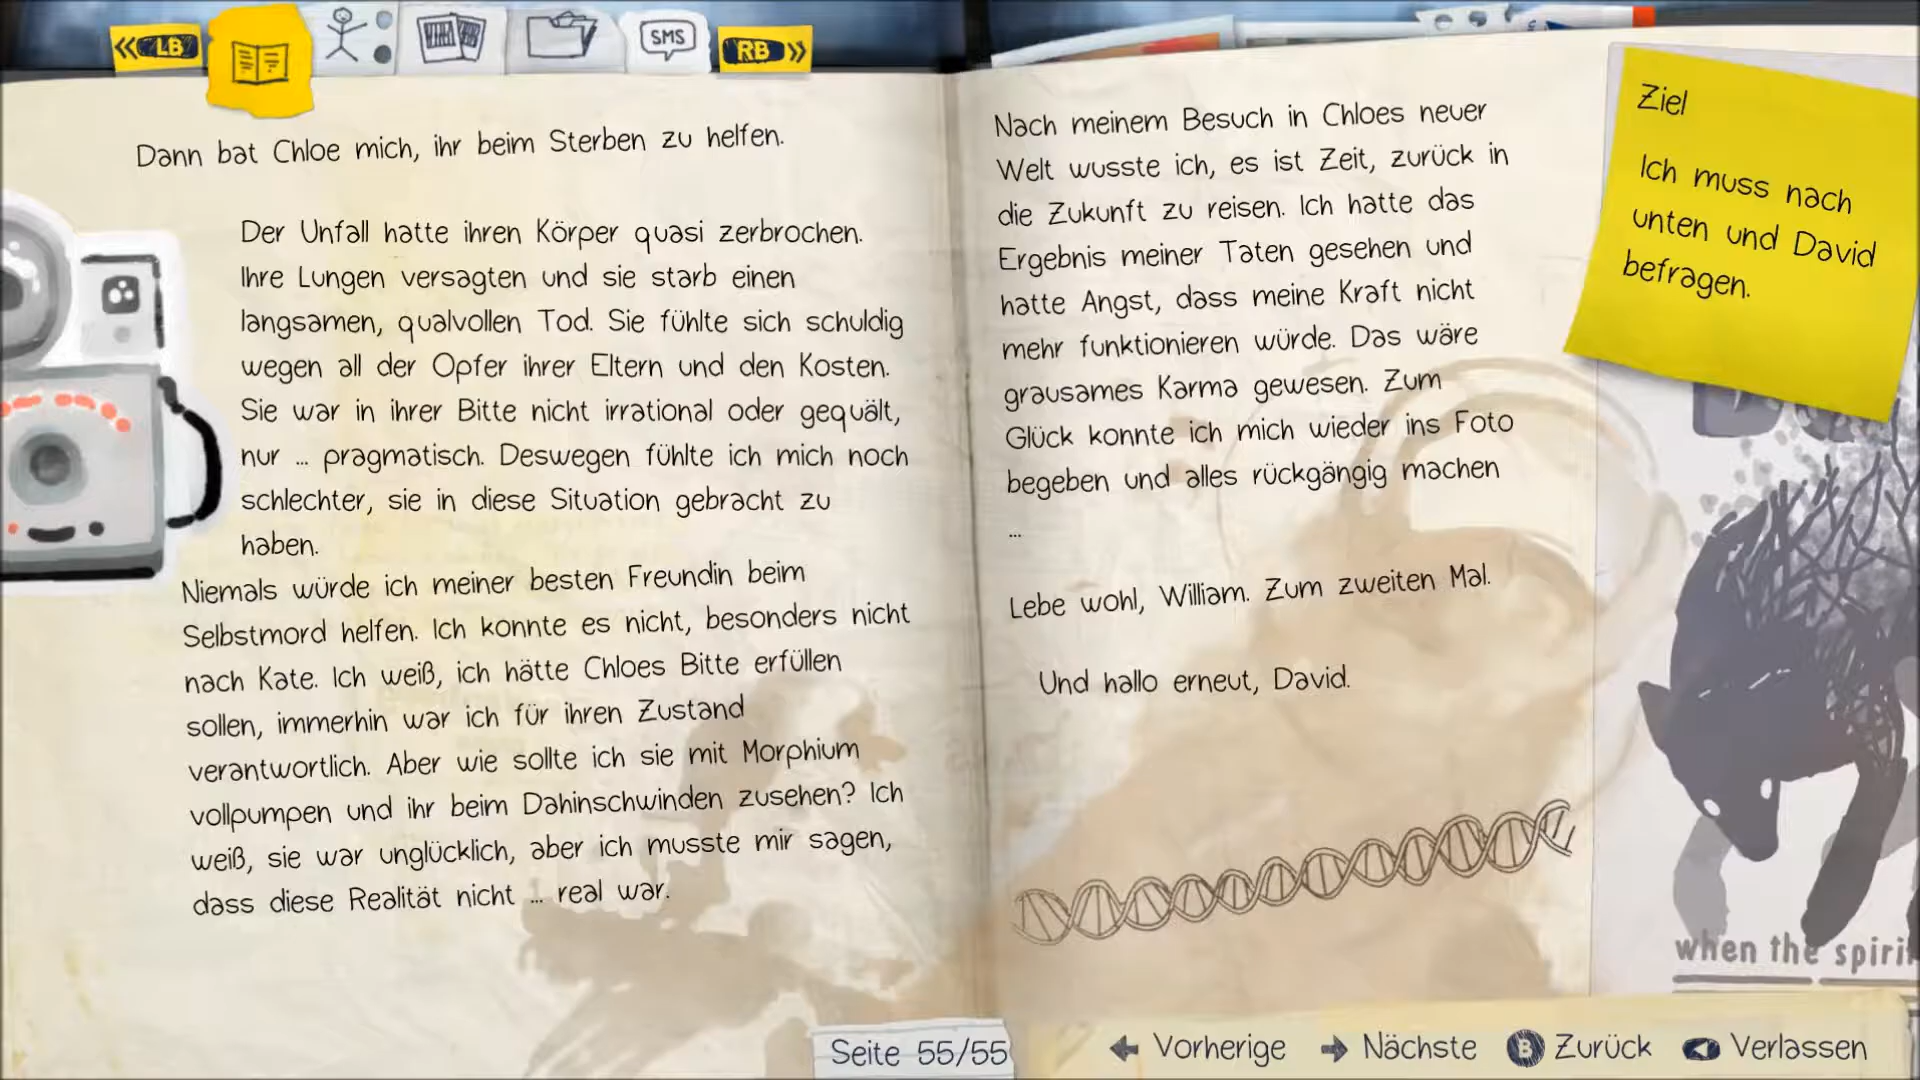 LB
SMS
RB
Dann bat Chloe mich, ihr beim Sterben zu helfen.
Der Unfall hatte ihren Körper quasi zerbrochen.
Ihre Lungen versagten und sie starb einen
langsamen, qualvollen Tod. Sie fühlte sich schuldig
wegen all der Opfer ihrer Eltern und den Kosten.
Sie war in ihrer Bitte nicht irrational oder gequält,
nur ... pragmatisch. Deswegen fühlte ich mich noch
schlechter, sie in diese Situation gebracht zu
haben.
Niemals würde ich meiner besten Freundin beim
Selbstmord helfen. Ich konnte es nicht, besonders nicht
nach Kate. Ich weiß, ich hätte Chloes Bitte erfüllen
sollen, immerhin war ich für ihren Zustand
verantwortlich. Aber wie sollte ich sie mit Morphium
vollpumpen und ihr beim Dahinschwinden zusehen? Ich
weiß, sie war unglücklich, aber ich musste mir sagen,
dass diese Realität nicht ... real war.
Nach meinem Besuch in Chloes neuer
Welt wusste ich, es ist Zeit, zurück in
die Zukunft zu reisen. Ich hatte das
Ergebnis meiner Taten gesehen und
hatte Angst, dass meine Kraft nicht
mehr funktionieren würde. Das wäre
grausames Karma gewesen. Zum
Glück konnte ich mich wieder ins Foto
begeben und alles rückgängig machen
...
Lebe wohl, William. Zum zweiten Mal.
Und hallo erneut, David.
Ziel
Ich muss nach
unten und David
befragen.
when the spiri
Seite 55/55
Vorherige
Nächste
B Zurück
Verlassen